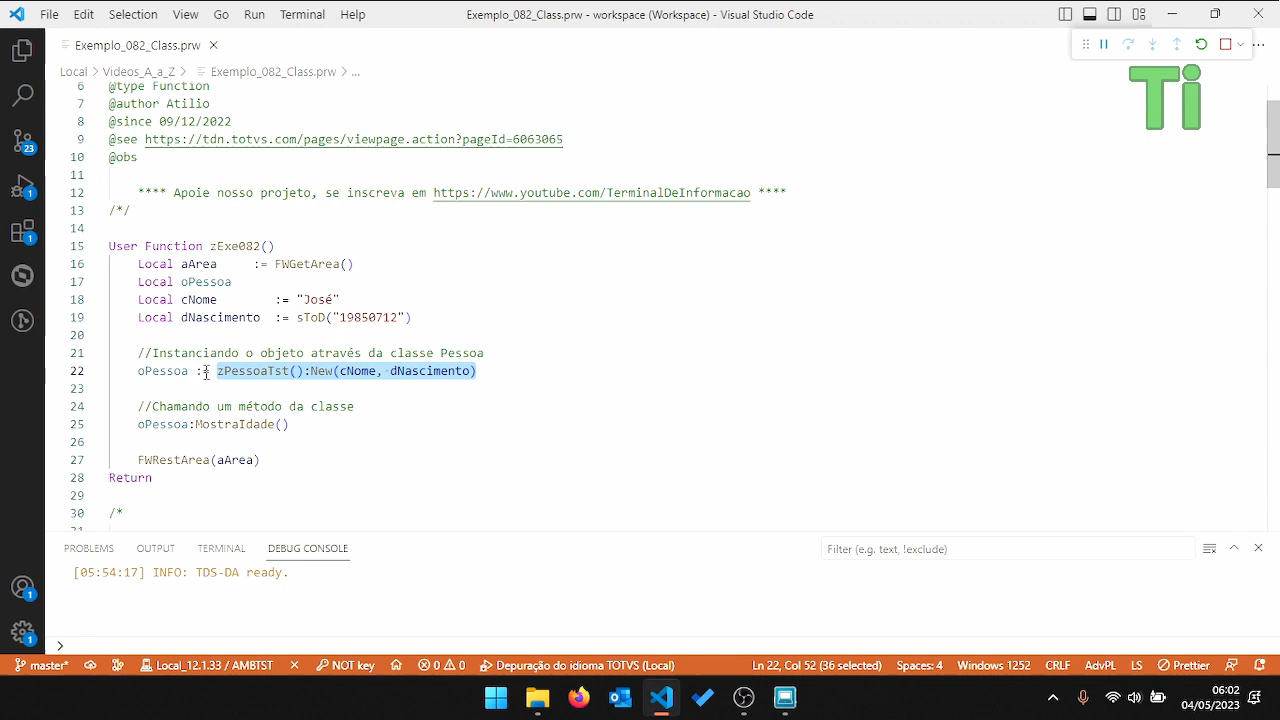 File Edit Selection View Go Run Terminal Help Exemplo_082_Class.prw - workspace (Workspace) - Visual Studio Code
Exemplo_082_Class.prw
Local > Videos_A_a_Z > Exemplo_082_Class.prw > ...
Ti
6 @type Function
7 @author Atilio
8 @since 09/12/2022
9 @see https://tdn.totvs.com/pages/viewpage.action?pageId=6063065
10 @obs
11
12 **** Apoie nosso projeto, se inscreva em https://www.youtube.com/TerminalDeInformacao ****
13 /*/
14
15 User Function zExe082()
16 Local aArea := FWGetArea()
17 Local oPessoa
18 Local cNome := "José"
19 Local dNascimento := sToD("19850712")
20
21 //Instanciando o objeto através da classe Pessoa
22 oPessoa := zPessoaTst():New(cNome, dNascimento)
23
24 //Chamando um método da classe
25 oPessoa:MostraIdade()
26
27 FWRestArea(aArea)
28 Return
29
30 /*
31
23
1
1
1
1
PROBLEMS OUTPUT TERMINAL DEBUG CONSOLE Filter (e.g. text, !exclude)
[05:54:17] INFO: TDS-DA ready.
>
master* Local_12.1.33 / AMBTST NOT key 0 0 Depuração do idioma TOTVS (Local) Ln 22, Col 52 (36 selected) Spaces: 4 Windows 1252 CRLF AdvPL LS Prettier
06:02
04/05/2023